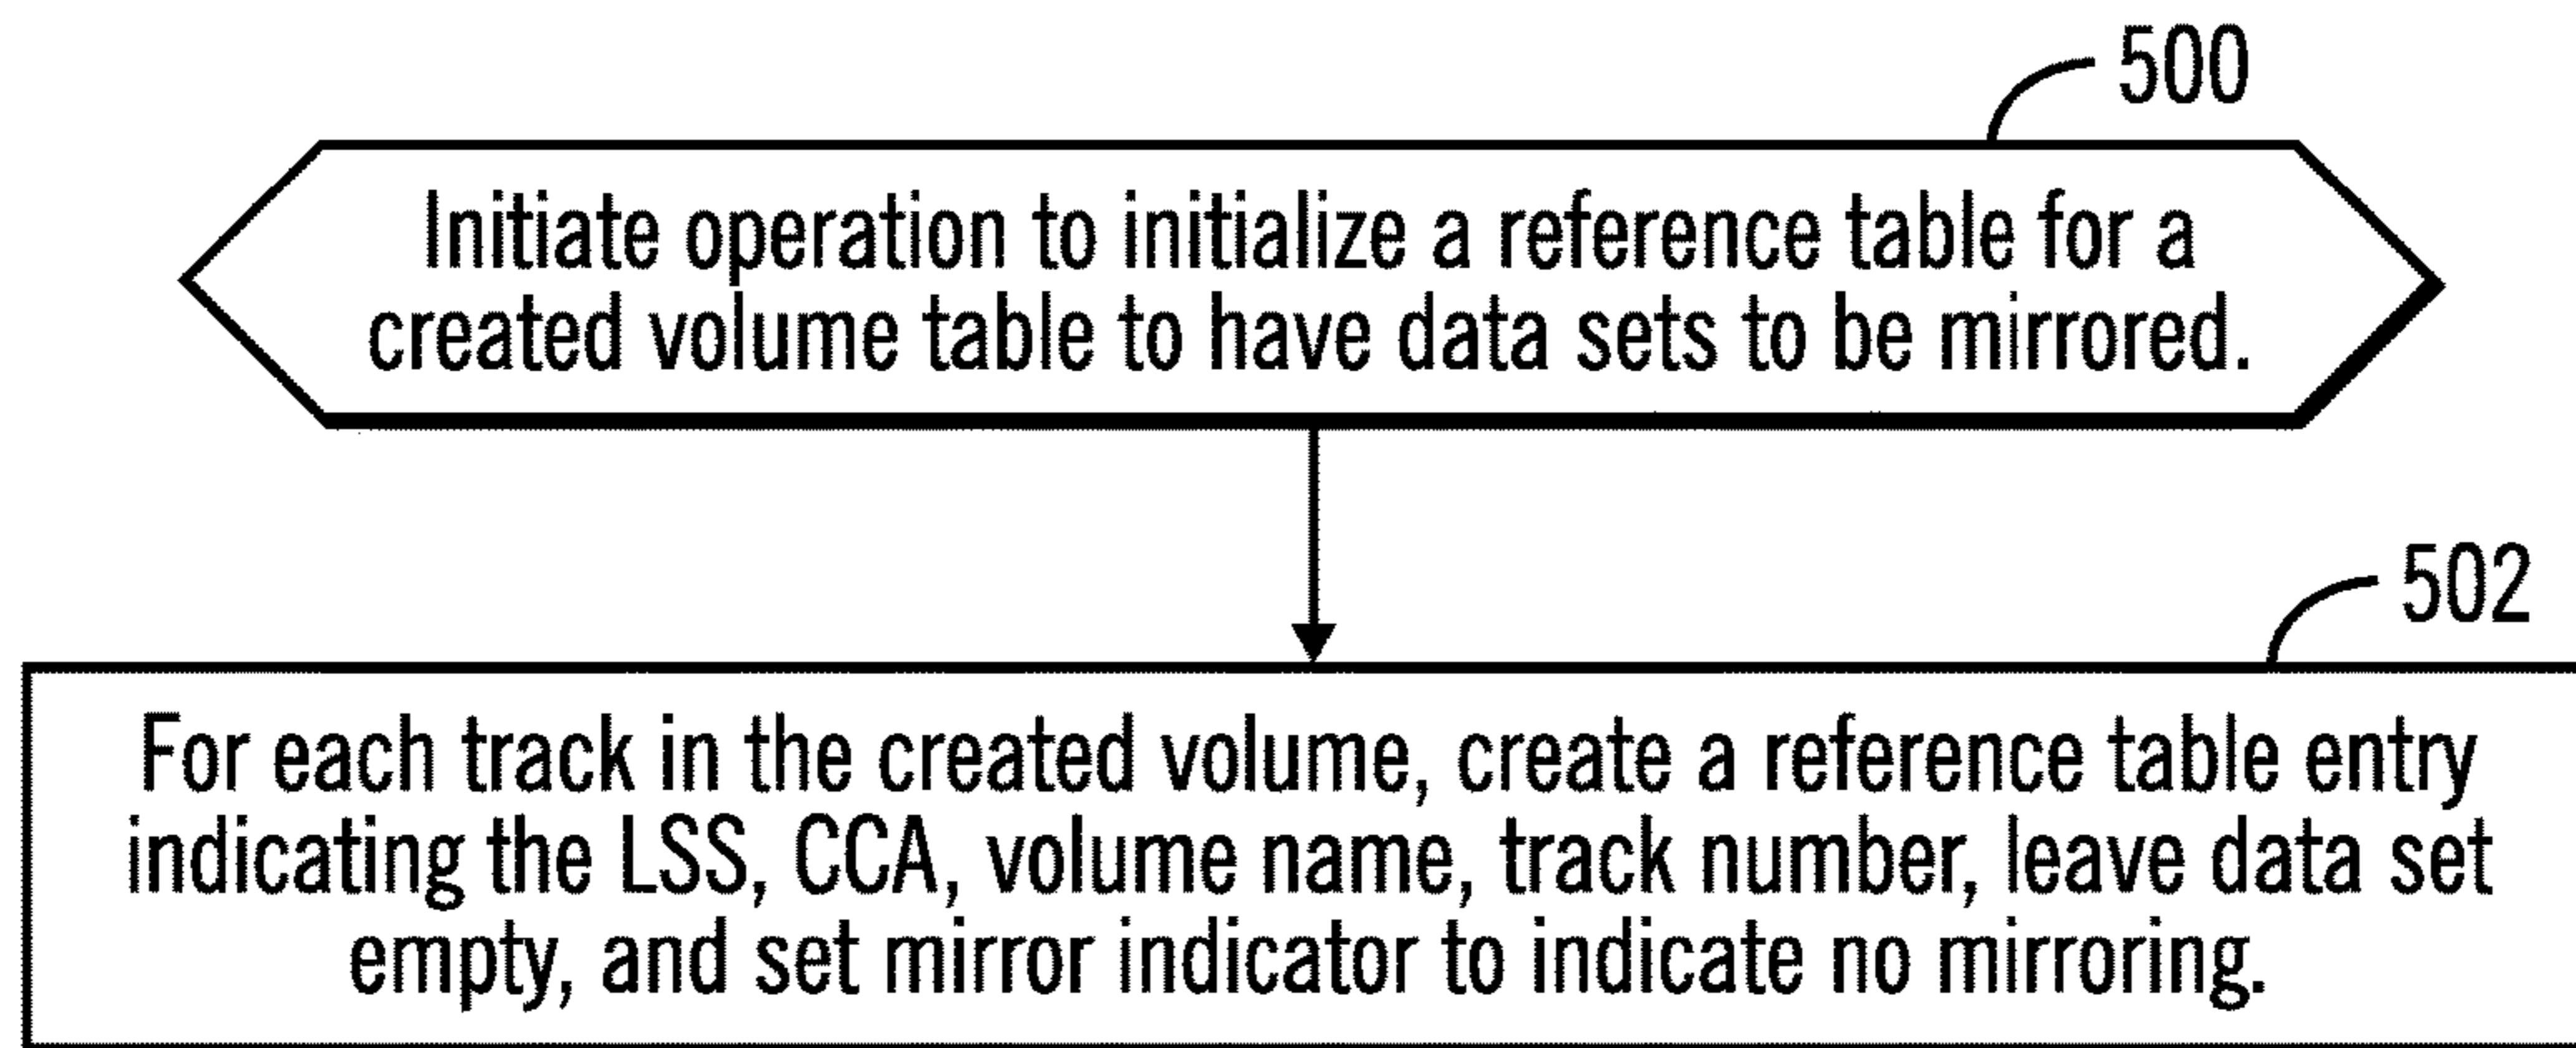 500
Initiate operation to initialize a reference table for a
created volume table to have data sets to be mirrored.
502
For each track in the created volume, create a reference table entry
indicating the LSS, CCA, volume name, track number, leave data set
empty, and set mirror indicator to indicate no mirroring.